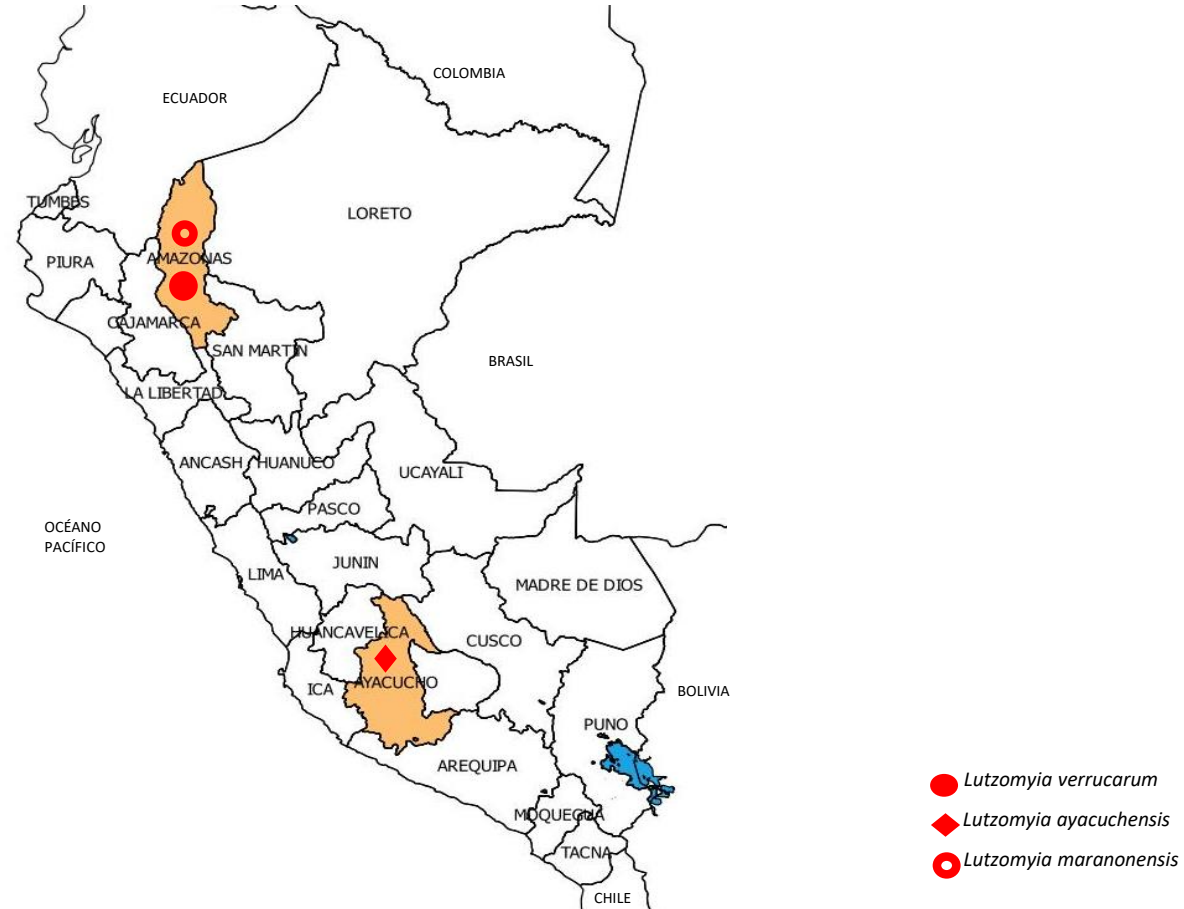 COLOMBIA
ECUADOR
TUMBES
LORETO
PIURA
AMAZONAS
CAJAMARCA
SAN MARTIN
BRASIL
LA LIBERTAD
ANCASH
HUANUCO
UCAYALI
PASCO
OCÉANO
PACÍFICO
JUNIN
LIMA
MADRE DE DIOS
HUANCAVELICA
CUSCO
ICA
AYACUCHO
BOLIVIA
PUNO
AREQUIPA
MOQUEGUA
TACNA
CHILE
Lutzomyia verrucarum
Lutzomyia ayacuchensis
Lutzomyia maranonensis